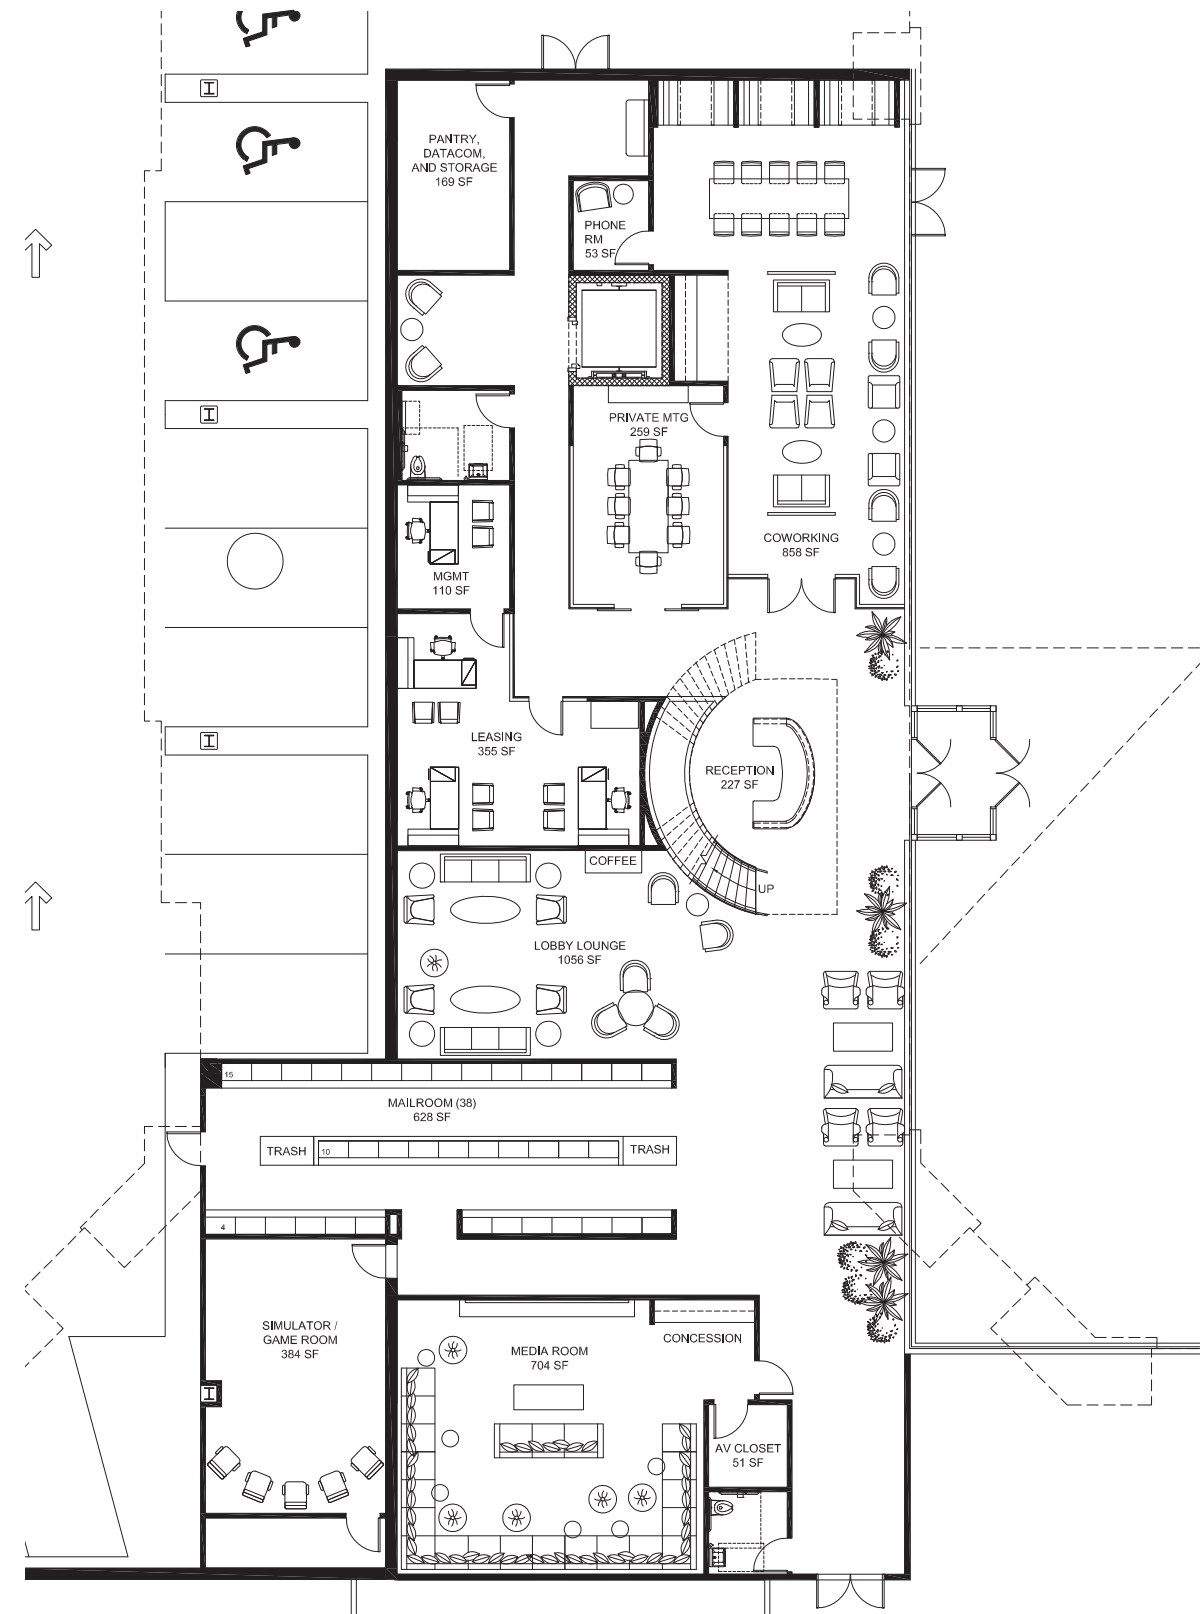 PANTRY,
DATACOM,
AND STORAGE
169 SF
PHONE
RM
53 SF
PRIVATE MTG
259 SF
COWORKING
858 SF
MGMT
110 SF
LEASING
355 SF
RECEPTION
227 SF
COFFEE
UP
LOBBY LOUNGE
1056 SF
15
MAILROOM (38)
628 SF
TRASH
10
TRASH
4
SIMULATOR /
GAME ROOM
384 SF
CONCESSION
MEDIA ROOM
704 SF
AV CLOSET
51 SF